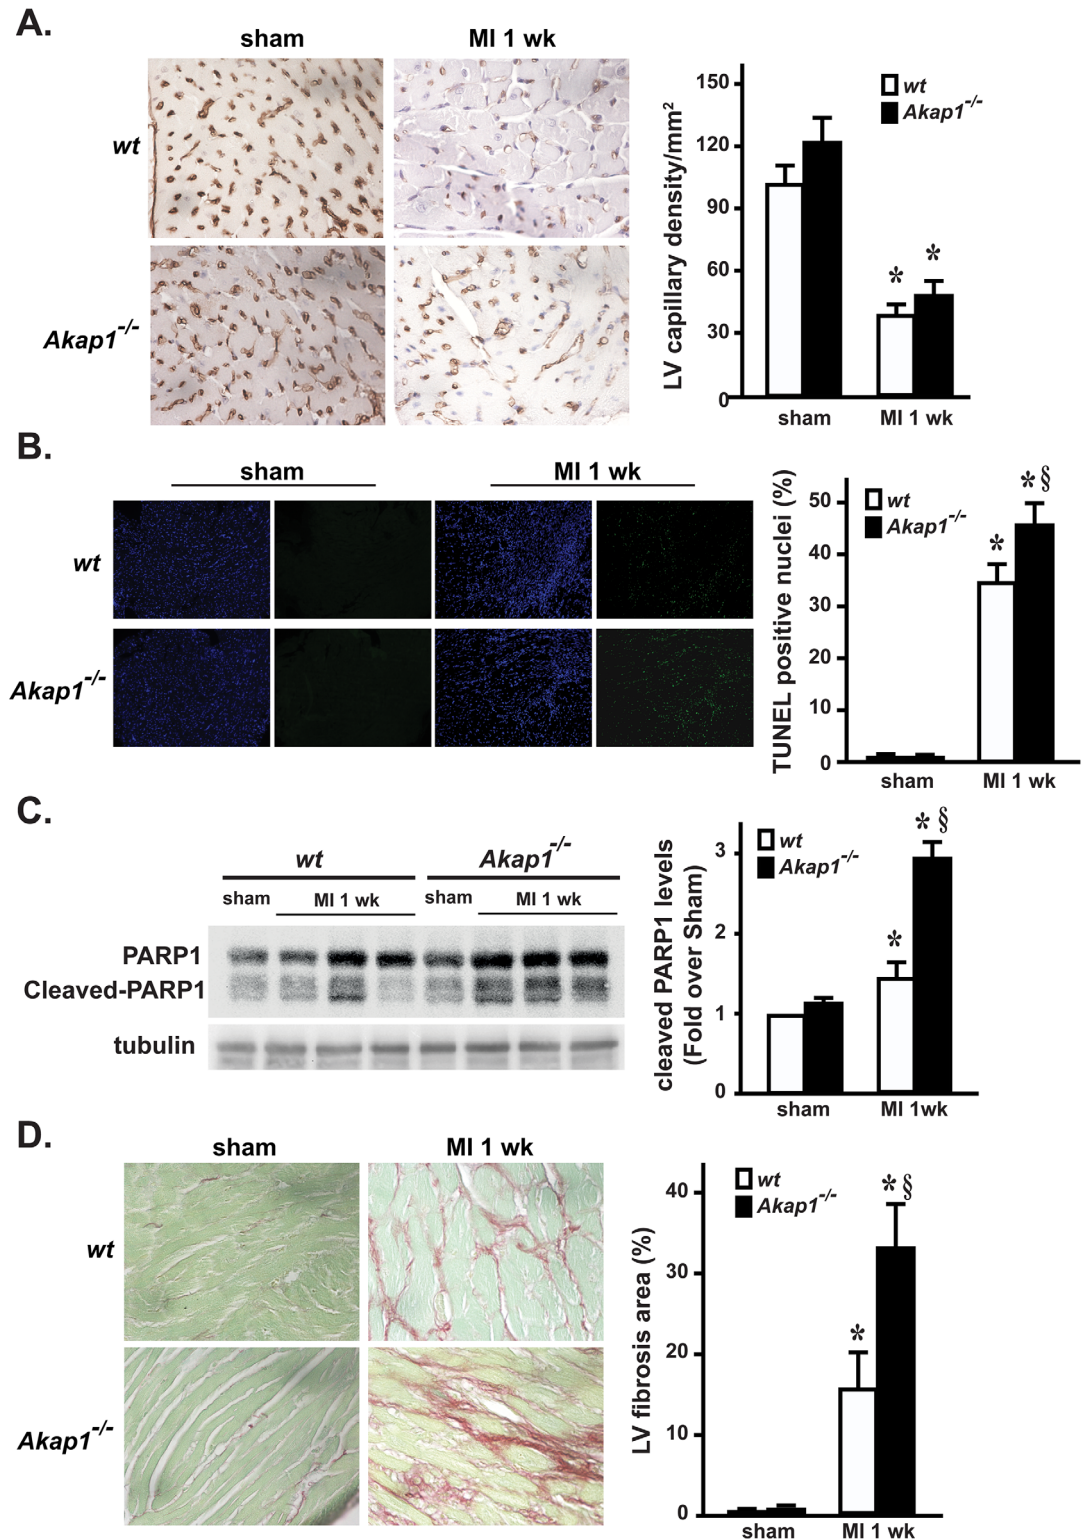 A.
sham MI 1 wk
wt
Akap1-/-
LV capillary density/mm2
150
120
90
60
30
0
wt
Akap1-/-
* *
sham MI 1 wk
B.
sham MI 1 wk
wt
Akap1-/-
TUNEL positive nuclei (%)
50
40
30
20
10
0
wt
Akap1-/-
* * §
sham MI 1 wk
C.
wt Akap1-/-
sham MI 1 wk sham MI 1 wk
PARP1
Cleaved-PARP1
tubulin
cleaved PARP1 levels
(Fold over Sham)
3
2
1
0
wt
Akap1-/-
* * §
sham MI 1wk
D.
sham MI 1 wk
wt
Akap1-/-
LV fibrosis area (%)
40
30
20
10
0
wt
Akap1-/-
* * §
sham MI 1 wk